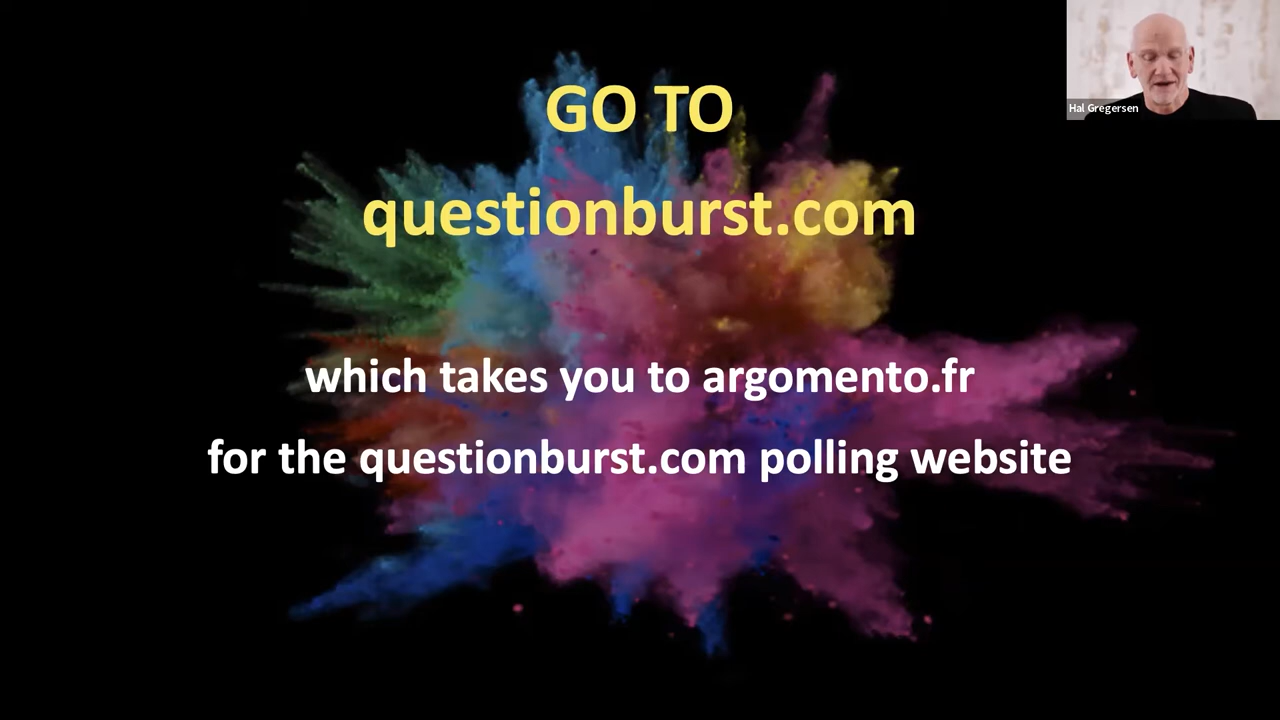 GO TO
questionburst.com
which takes you to argomento.fr
for the questionburst.com polling website
Hal Gregersen